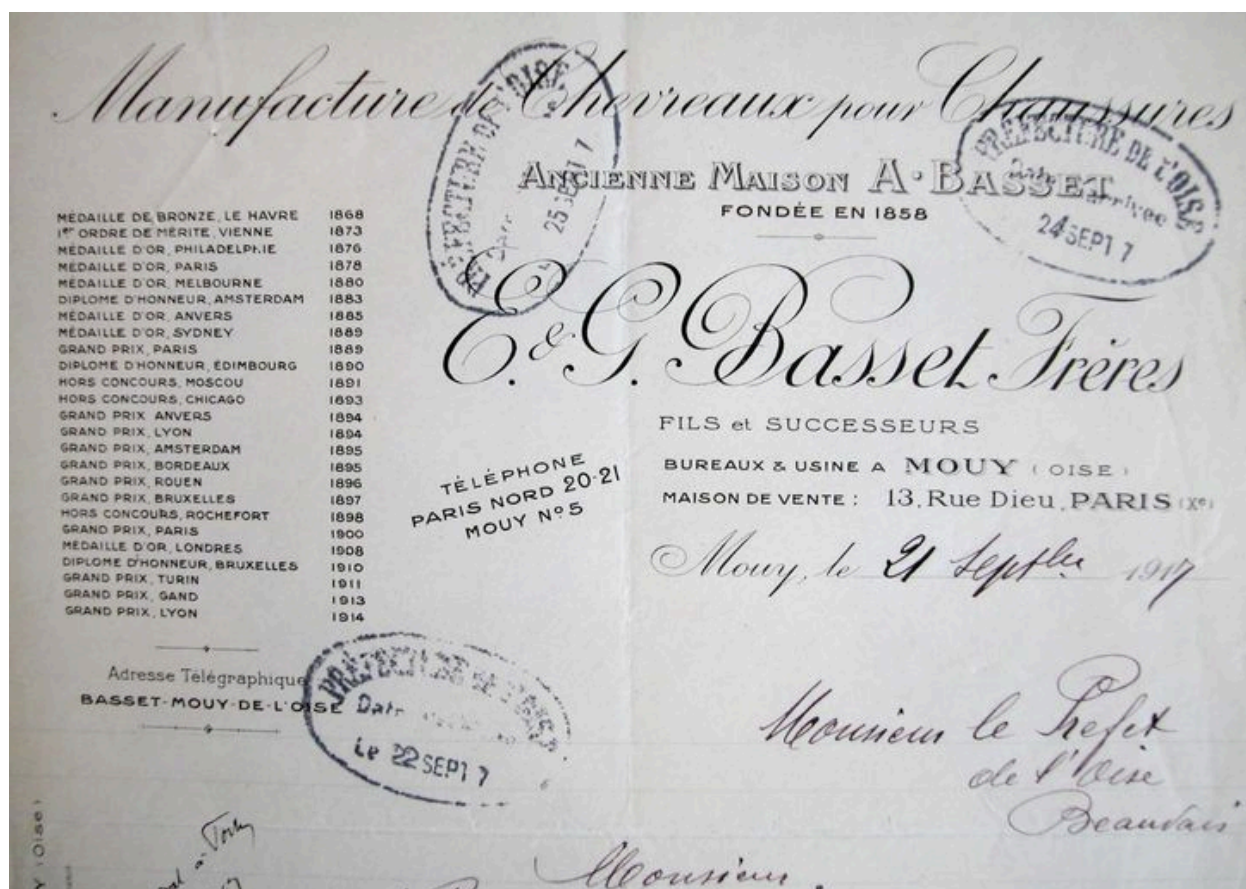 Manufacture de Chevreaux pour Chaussures
ANCIENNE MAISON A. BASSET
FONDÉE EN 1858
E. & G. Basset Frères
FILS et SUCCESSEURS
BUREAUX & USINE A MOUY (OISE)
MAISON DE VENTE : 13, Rue Dieu, PARIS (Xe)
TÉLÉPHONE
PARIS NORD 20-21
MOUY No 5
MÉDAILLE DE BRONZE, LE HAVRE 1868
1er ORDRE DE MÉRITE, VIENNE 1873
MÉDAILLE D'OR, PHILADELPHIE 1876
MÉDAILLE D'OR, PARIS 1878
MÉDAILLE D'OR, MELBOURNE 1880
DIPLOME D'HONNEUR, AMSTERDAM 1883
MÉDAILLE D'OR, ANVERS 1885
MÉDAILLE D'OR, SYDNEY 1889
GRAND PRIX, PARIS 1889
DIPLOME D'HONNEUR, ÉDIMBOURG 1890
HORS CONCOURS, MOSCOU 1891
HORS CONCOURS, CHICAGO 1893
GRAND PRIX ANVERS 1894
GRAND PRIX, LYON 1894
GRAND PRIX, AMSTERDAM 1895
GRAND PRIX, BORDEAUX 1895
GRAND PRIX, ROUEN 1896
GRAND PRIX, BRUXELLES 1897
HORS CONCOURS, ROCHEFORT 1898
GRAND PRIX, PARIS 1900
MÉDAILLE D'OR, LONDRES 1908
DIPLOME D'HONNEUR, BRUXELLES 1910
GRAND PRIX, TURIN 1911
GRAND PRIX, GAND 1913
GRAND PRIX, LYON 1914
Adresse Télégraphique
BASSET-MOUY-DE-L'OISE
Mouy, le 21 Septbre 1917
PRÉFECTURE DE L'OISE
25 SEPT 7
PRÉFECTURE DE L'OISE
Date arrivée
24 SEPT 7
PRÉFECTURE DE L'OISE
Date
Le 22 SEPT 7
Monsieur le Préfet
de l'Oise
Beauvais
Monsieur,